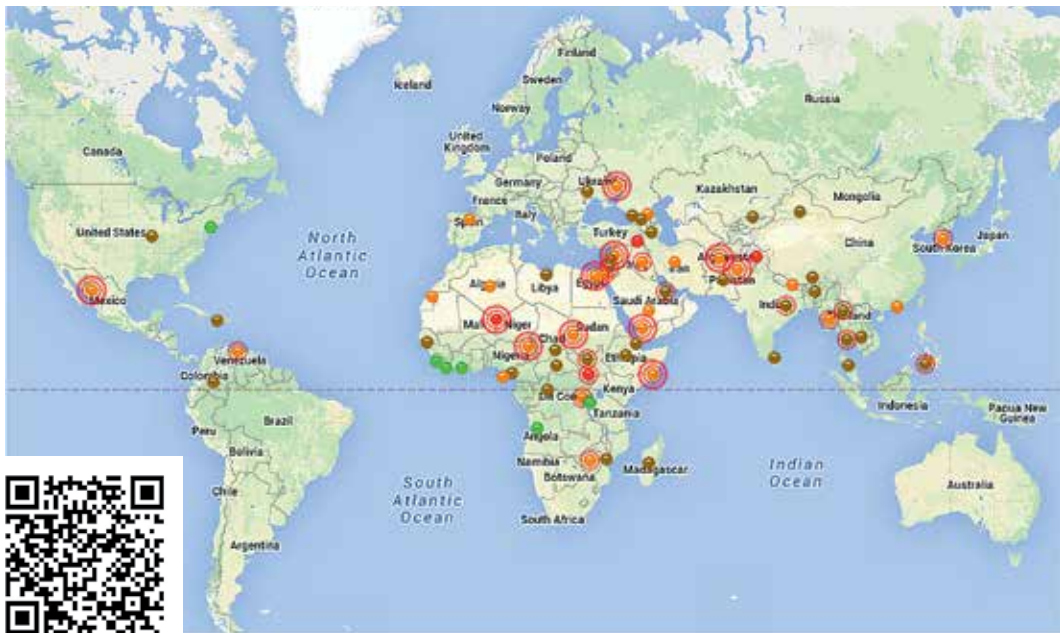 Finland
Iceland
Sweden
Russia
Norway
United
Kingdom
Canada
Poland
Germany
France
Kazakhstan
Mongolia
Spain
Italy
United States
Turkey
China
South Korea
Japan
North
Atlantic
Ocean
Iran
Algeria
Libya
Egypt
Pakistan
Mexico
Saudi Arabia
India
Niger
Sudan
Chad
Nigeria
Ethiopia
Venezuela
Colombia
Kenya
Indonesia
Papua New
Guinea
Tanzania
Brazil
Peru
Angola
Bolivia
Namibia
Madagascar
Botswana
Indian
Ocean
Australia
Chile
South
Atlantic
Ocean
South Africa
Argentina